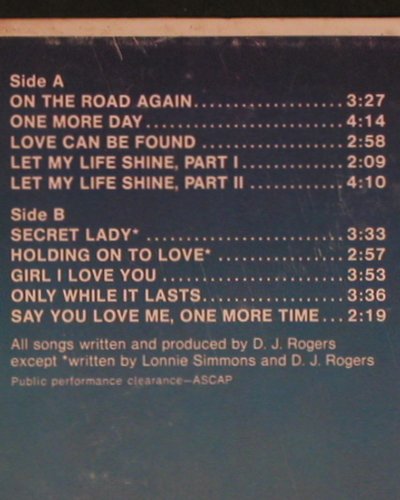 Side A
ON THE ROAD AGAIN....................3:27
ONE MORE DAY..........................4:14
LOVE CAN BE FOUND ...................2:58
LET MY LIFE SHINE, PART I..............2:09
LET MY LIFE SHINE, PART II .............4:10
Side B
SECRET LADY* .........................3:33
HOLDING ON TO LOVE* ................2:57
GIRL I LOVE YOU .......................3:53
ONLY WHILE IT LASTS..................3:36
SAY YOU LOVE ME, ONE MORE TIME...2:19
All songs written and produced by D. J. Rogers
except *written by Lonnie Simmons and D. J. Rogers
Public performance clearance—ASCAP